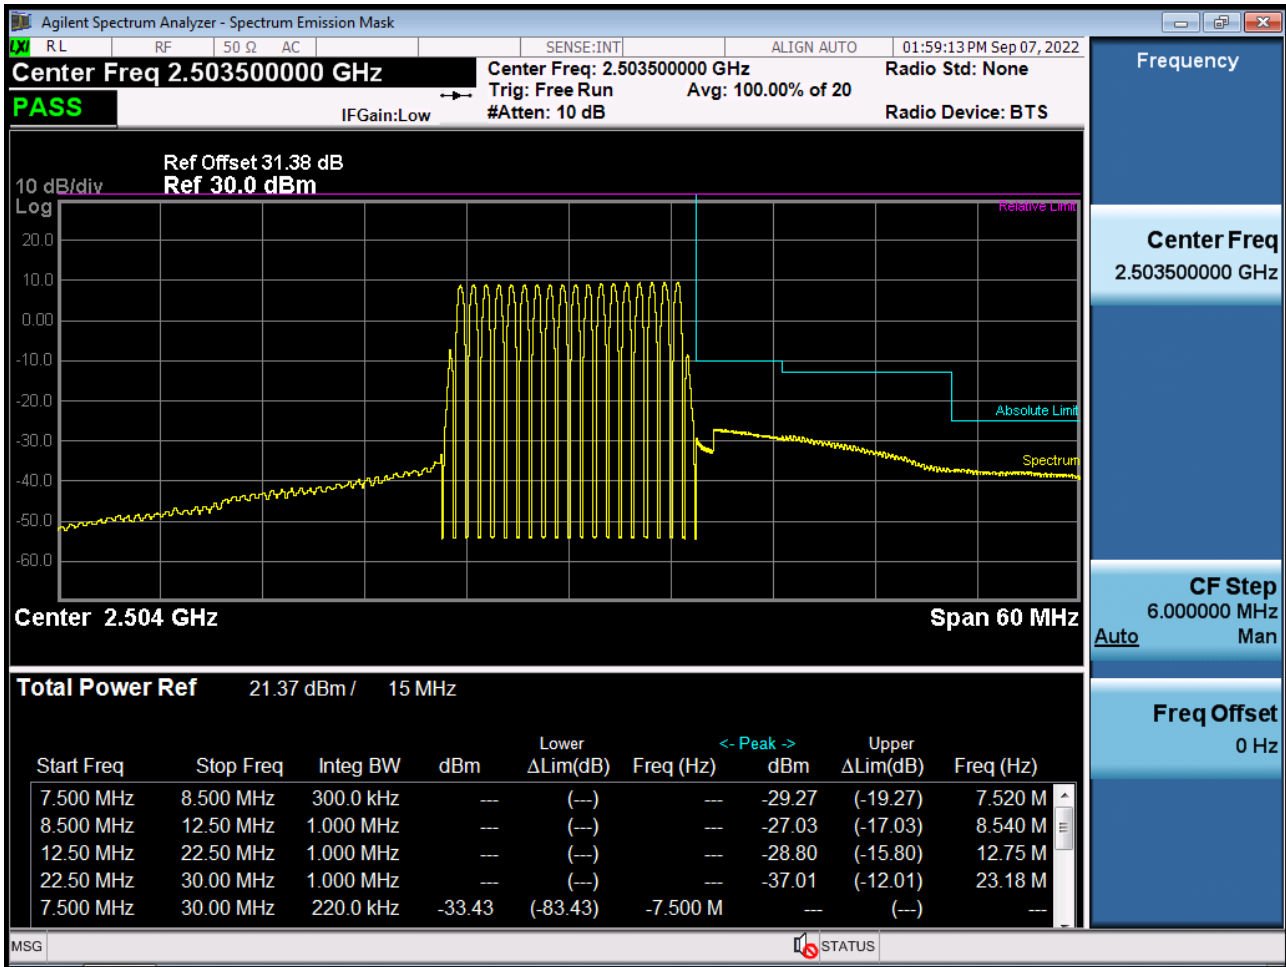 Agilent Spectrum Analyzer - Spectrum Emission Mask
LXI RL RF 50 Ω AC SENSE:INT ALIGN AUTO 01:59:13 PM Sep 07, 2022
Center Freq 2.503500000 GHz
Center Freq: 2.503500000 GHz
Radio Std: None
Trig: Free Run Avg: 100.00% of 20
PASS
IFGain:Low
#Atten: 10 dB
Radio Device: BTS
Ref Offset 31.38 dB
10 dB/div Ref 30.0 dBm
Log
Relative Limit
20.0
10.0
0.00
-10.0
-20.0
Absolute Limit
-30.0
Spectrum
-40.0
-50.0
-60.0
Center 2.504 GHz Span 60 MHz
Total Power Ref 21.37 dBm / 15 MHz
Lower <- Peak -> Upper
Start Freq Stop Freq Integ BW dBm ΔLim(dB) Freq (Hz) dBm ΔLim(dB) Freq (Hz)
7.500 MHz 8.500 MHz 300.0 kHz --- (---) --- -29.27 (-19.27) 7.520 M
8.500 MHz 12.50 MHz 1.000 MHz --- (---) --- -27.03 (-17.03) 8.540 M
12.50 MHz 22.50 MHz 1.000 MHz --- (---) --- -28.80 (-15.80) 12.75 M
22.50 MHz 30.00 MHz 1.000 MHz --- (---) --- -37.01 (-12.01) 23.18 M
7.500 MHz 30.00 MHz 220.0 kHz -33.43 (-83.43) -7.500 M --- (---) ---
MSG STATUS
Frequency
Center Freq
2.503500000 GHz
CF Step
6.000000 MHz
Auto Man
Freq Offset
0 Hz